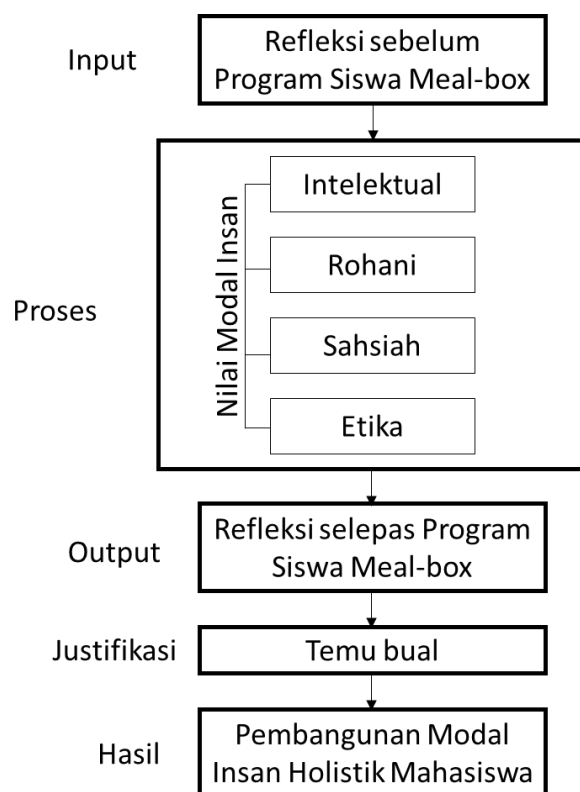 Input
Refleksi sebelum
Program Siswa Meal-box
Proses
Nilai Modal Insan
Intelektual
Rohani
Sahsiah
Etika
Output
Refleksi selepas Program
Siswa Meal-box
Justifikasi
Temu bual
Hasil
Pembangunan Modal
Insan Holistik Mahasiswa